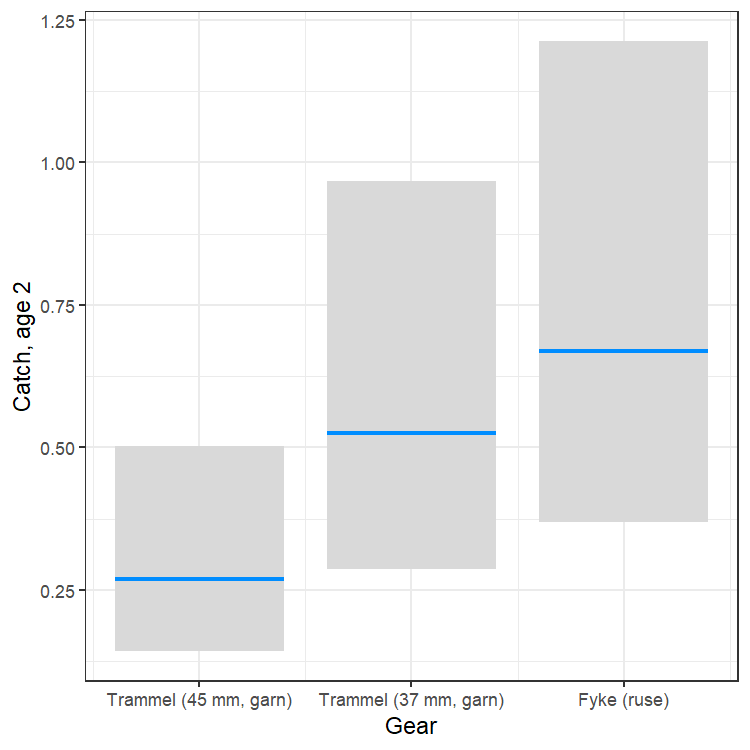 1.25
1.00
0.75
0.50
0.25
Catch, age 2
Trammel (45 mm, garn) Trammel (37 mm, garn) Fyke (ruse)
Gear